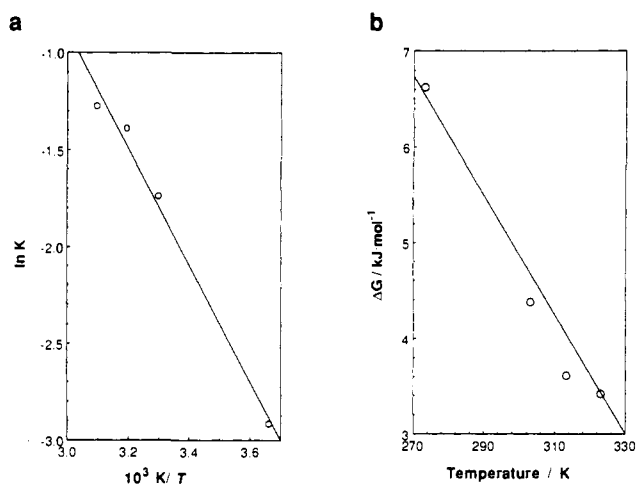 a
-1.0
-1.5
-2.0
-2.5
-3.0
ln K
3.0 3.2 3.4 3.6
10³ K/ T
b
7
6
5
4
3
ΔG / kJ·mol⁻¹
270 290 310 330
Temperature / K